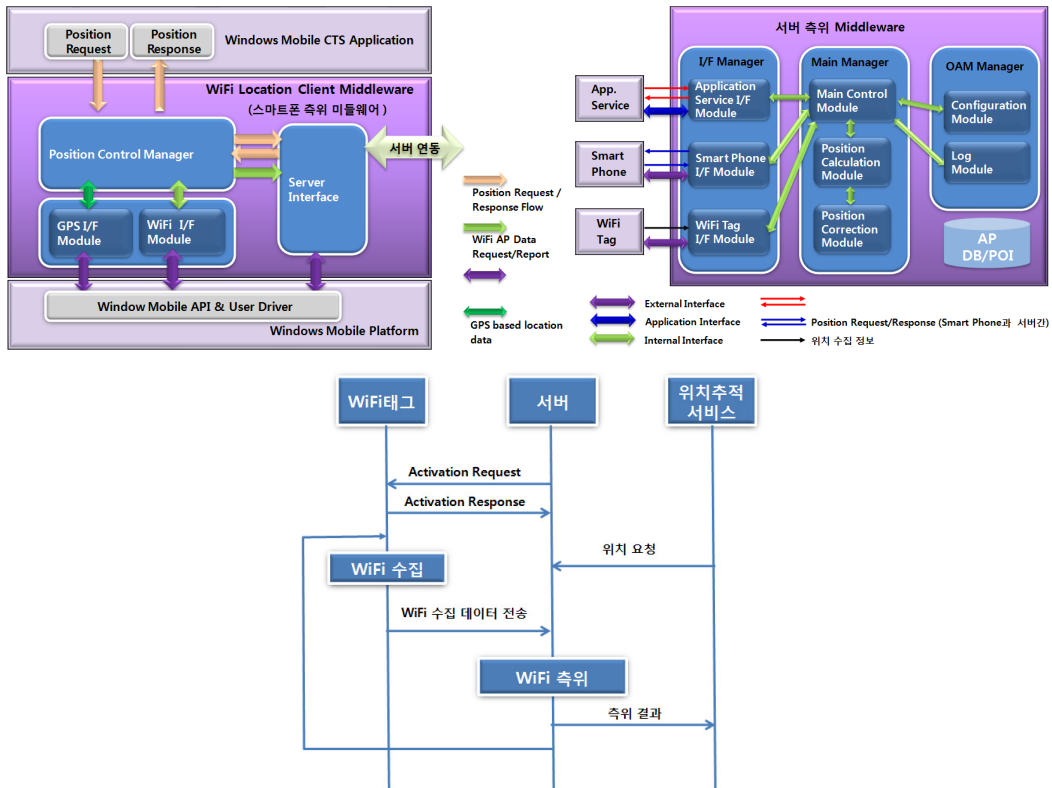 Position
Request
Position
Response
Windows Mobile CTS Application
WiFi Location Client Middleware
(스마트폰 측위 미들웨어 )
Position Control Manager
Server
Interface
서버 연동
GPS I/F
Module
WiFi I/F
Module
Window Mobile API & User Driver
Windows Mobile Platform
Position Request /
Response Flow
WiFi AP Data
Request/Report
GPS based location
data
서버 측위 Middleware
I/F Manager
Main Manager
OAM Manager
App.
Service
Application
Service I/F
Module
Main Control
Module
Configuration
Module
Smart
Phone
Smart Phone
I/F Module
Position
Calculation
Module
Log
Module
WiFi
Tag
WiFi Tag
I/F Module
Position
Correction
Module
AP
DB/POI
External Interface
Application Interface
Position Request/Response (Smart Phone과 서버간)
Internal Interface
위치 수집 정보
WiFi태그
서버
위치추적
서비스
Activation Request
Activation Response
위치 요청
WiFi 수집
WiFi 수집 데이터 전송
WiFi 측위
측위 결과